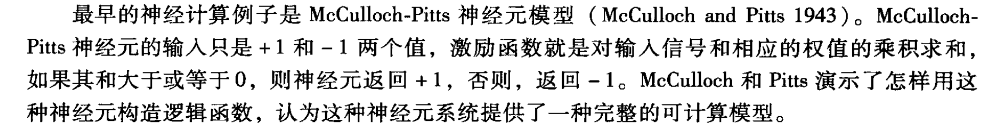 最早的神经计算例子是 McCulloch-Pitts 神经元模型（McCulloch and Pitts 1943）。McCulloch-
Pitts 神经元的输入只是 +1 和 -1 两个值，激励函数就是对输入信号和相应的权值的乘积求和，
如果其和大于或等于 0，则神经元返回 +1，否则，返回 -1。McCulloch 和 Pitts 演示了怎样用这
种神经元构造逻辑函数，认为这种神经元系统提供了一种完整的可计算模型。